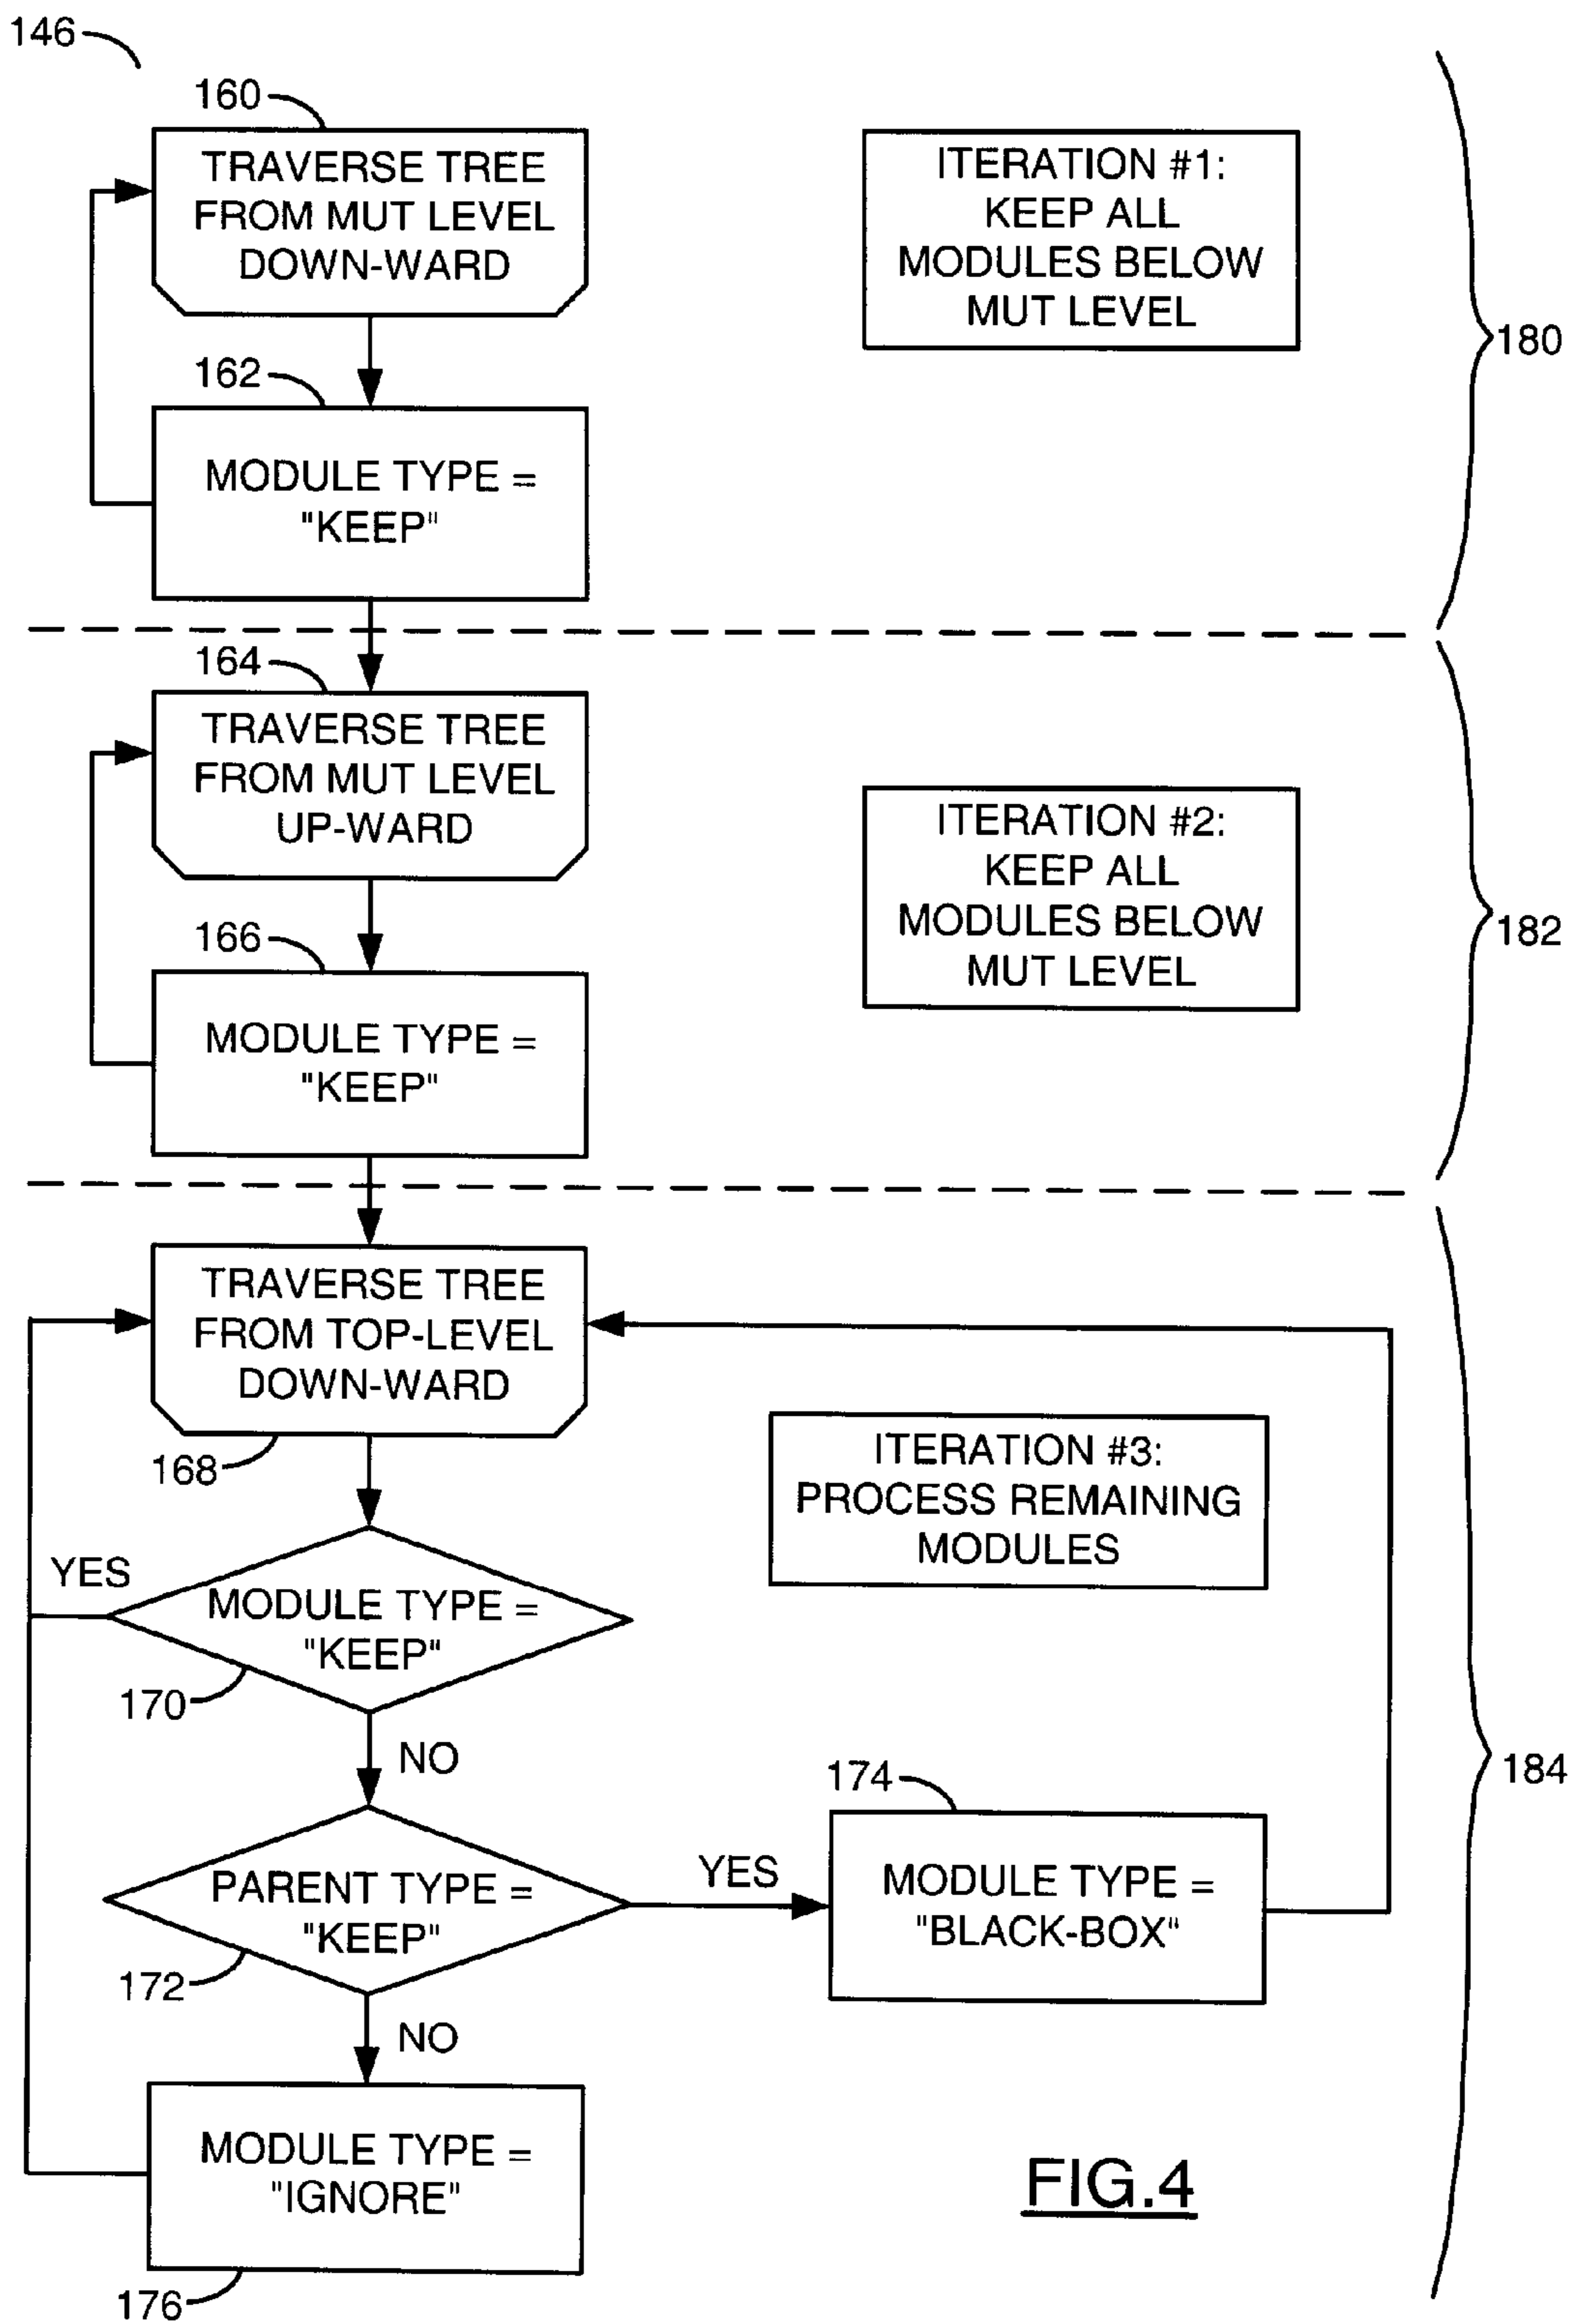 146
160
TRAVERSE TREE
FROM MUT LEVEL
DOWN-WARD
ITERATION #1:
KEEP ALL
MODULES BELOW
MUT LEVEL
180
162
MODULE TYPE =
"KEEP"
164
TRAVERSE TREE
FROM MUT LEVEL
UP-WARD
ITERATION #2:
KEEP ALL
MODULES BELOW
MUT LEVEL
182
166
MODULE TYPE =
"KEEP"
TRAVERSE TREE
FROM TOP-LEVEL
DOWN-WARD
168
ITERATION #3:
PROCESS REMAINING
MODULES
YES
MODULE TYPE =
"KEEP"
170
NO
174
184
PARENT TYPE =
"KEEP"
172
YES
MODULE TYPE =
"BLACK-BOX"
NO
MODULE TYPE =
"IGNORE"
176
FIG.4